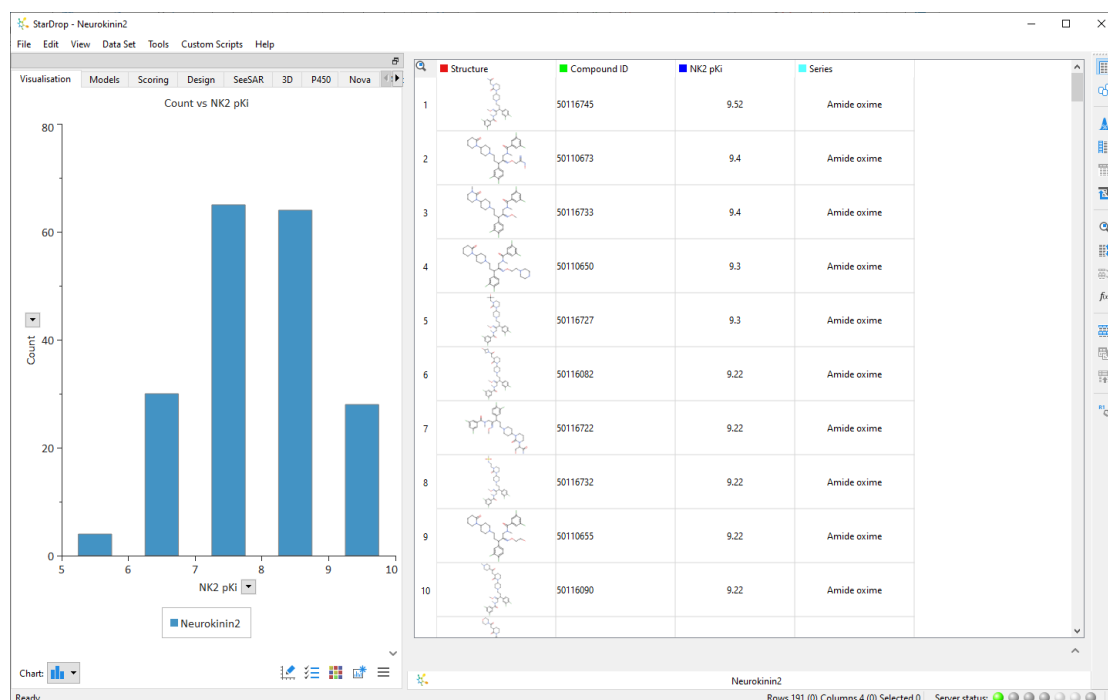 StarDrop - Neurokinin2
File Edit View Data Set Tools Custom Scripts Help
Visualisation Models Scoring Design SeeSAR 3D P450 Nova
Count vs NK2 pKi
80
60
40
20
0
Count
5 6 7 8 9 10
NK2 pKi
Neurokinin2
Chart:
Structure Compound ID NK2 pKi Series
1 50116745 9.52 Amide oxime
2 50110673 9.4 Amide oxime
3 50116733 9.4 Amide oxime
4 50110650 9.3 Amide oxime
5 50116727 9.3 Amide oxime
6 50116082 9.22 Amide oxime
7 50116722 9.22 Amide oxime
8 50116732 9.22 Amide oxime
9 50110655 9.22 Amide oxime
10 50116090 9.22 Amide oxime
Neurokinin2
Ready
Rows 191 (0) Columns 4 (0) Selected 0 Server status: